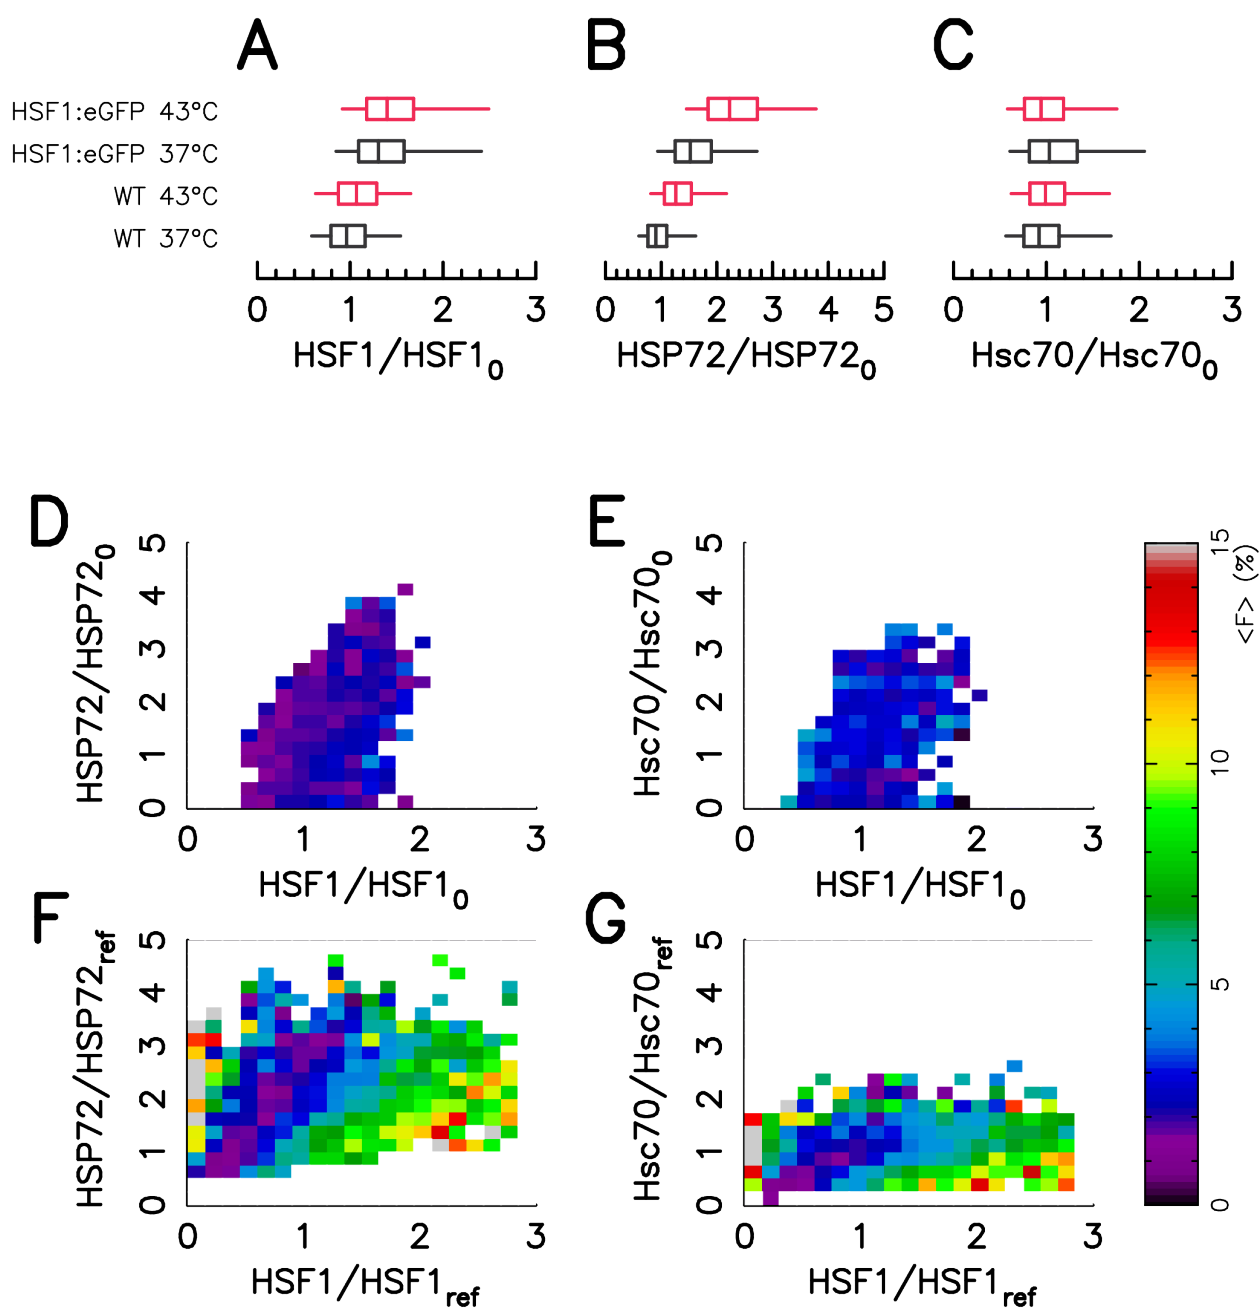 A B C
HSF1:eGFP 43°C
HSF1:eGFP 37°C
WT 43°C
WT 37°C
0 1 2 3
0 1 2 3 4 5
0 1 2 3
HSF1/HSF1₀
HSP72/HSP72₀
Hsc70/Hsc70₀
D
HSP72/HSP72₀
5
4
3
2
1
0
0 1 2 3
HSF1/HSF1₀
E
Hsc70/Hsc70₀
5
4
3
2
1
0
0 1 2 3
HSF1/HSF1₀
15
10
5
0
<F> (%)
F
HSP72/HSP72ref
5
4
3
2
1
0
0 1 2 3
HSF1/HSF1ref
G
Hsc70/Hsc70ref
5
4
3
2
1
0
0 1 2 3
HSF1/HSF1ref